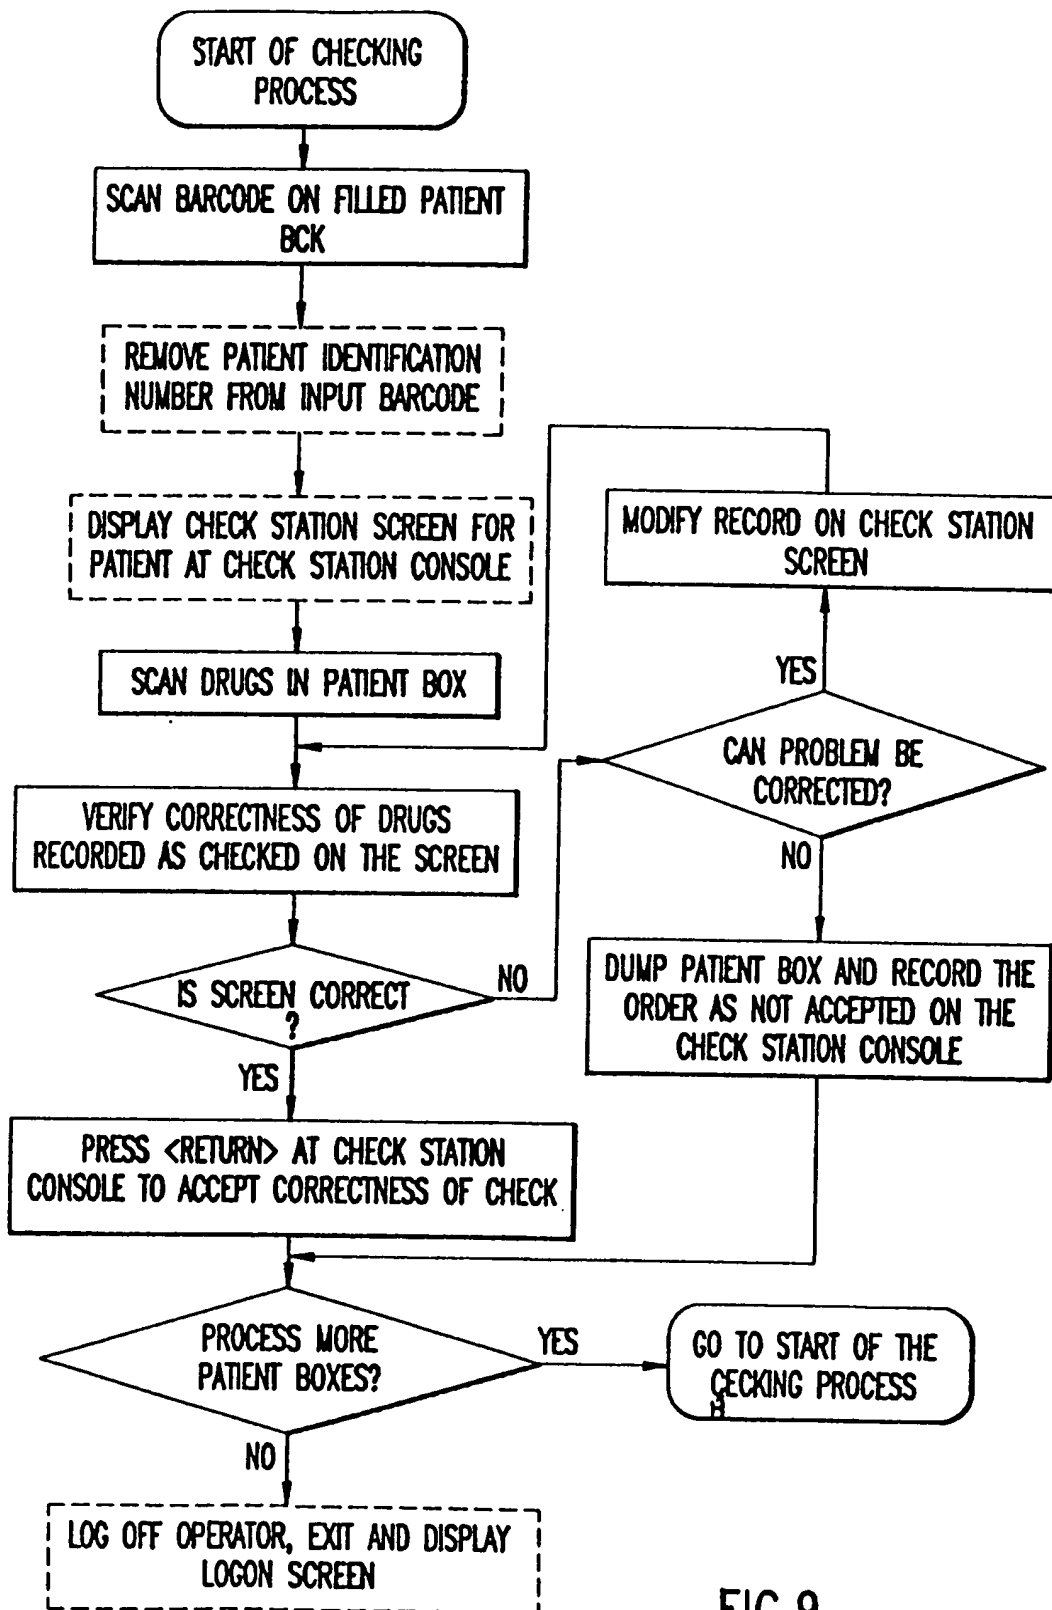 START OF CHECKING
PROCESS
SCAN BARCODE ON FILLED PATIENT
BCK
REMOVE PATIENT IDENTIFICATION
NUMBER FROM INPUT BARCODE
DISPLAY CHECK STATION SCREEN FOR
PATIENT AT CHECK STATION CONSOLE
MODIFY RECORD ON CHECK STATION
SCREEN
SCAN DRUGS IN PATIENT BOX
YES
CAN PROBLEM BE
CORRECTED?
NO
VERIFY CORRECTNESS OF DRUGS
RECORDED AS CHECKED ON THE SCREEN
IS SCREEN CORRECT
?
NO
YES
DUMP PATIENT BOX AND RECORD THE
ORDER AS NOT ACCEPTED ON THE
CHECK STATION CONSOLE
PRESS <RETURN> AT CHECK STATION
CONSOLE TO ACCEPT CORRECTNESS OF CHECK
PROCESS MORE
PATIENT BOXES?
YES
GO TO START OF THE
CECKING PROCESS
H
NO
LOG OFF OPERATOR, EXIT AND DISPLAY
LOGON SCREEN
FIG.9